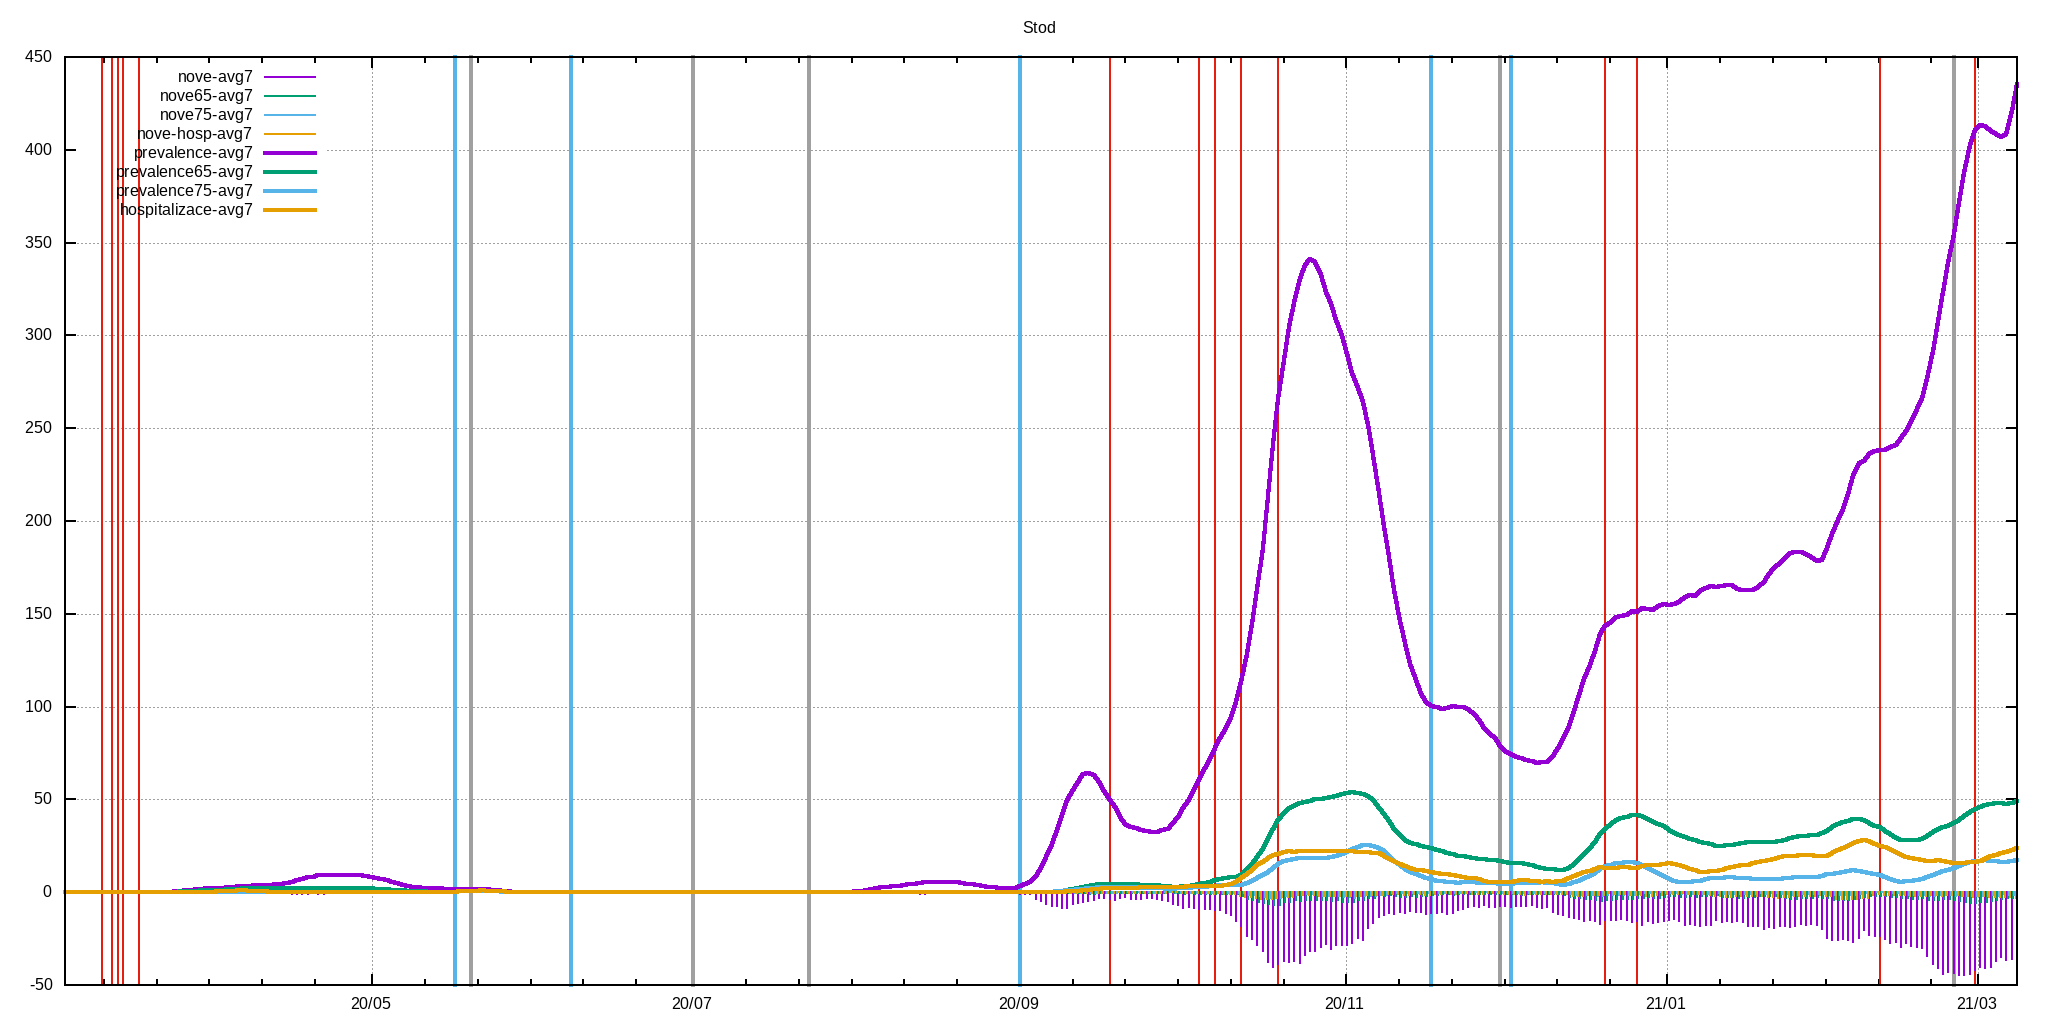 Stod
450
400
350
300
250
200
150
100
50
0
-50
nove-avg7
nove65-avg7
nove75-avg7
nove-hosp-avg7
prevalence-avg7
prevalence65-avg7
prevalence75-avg7
hospitalizace-avg7
20/05 20/07 20/09 20/11 21/01 21/03